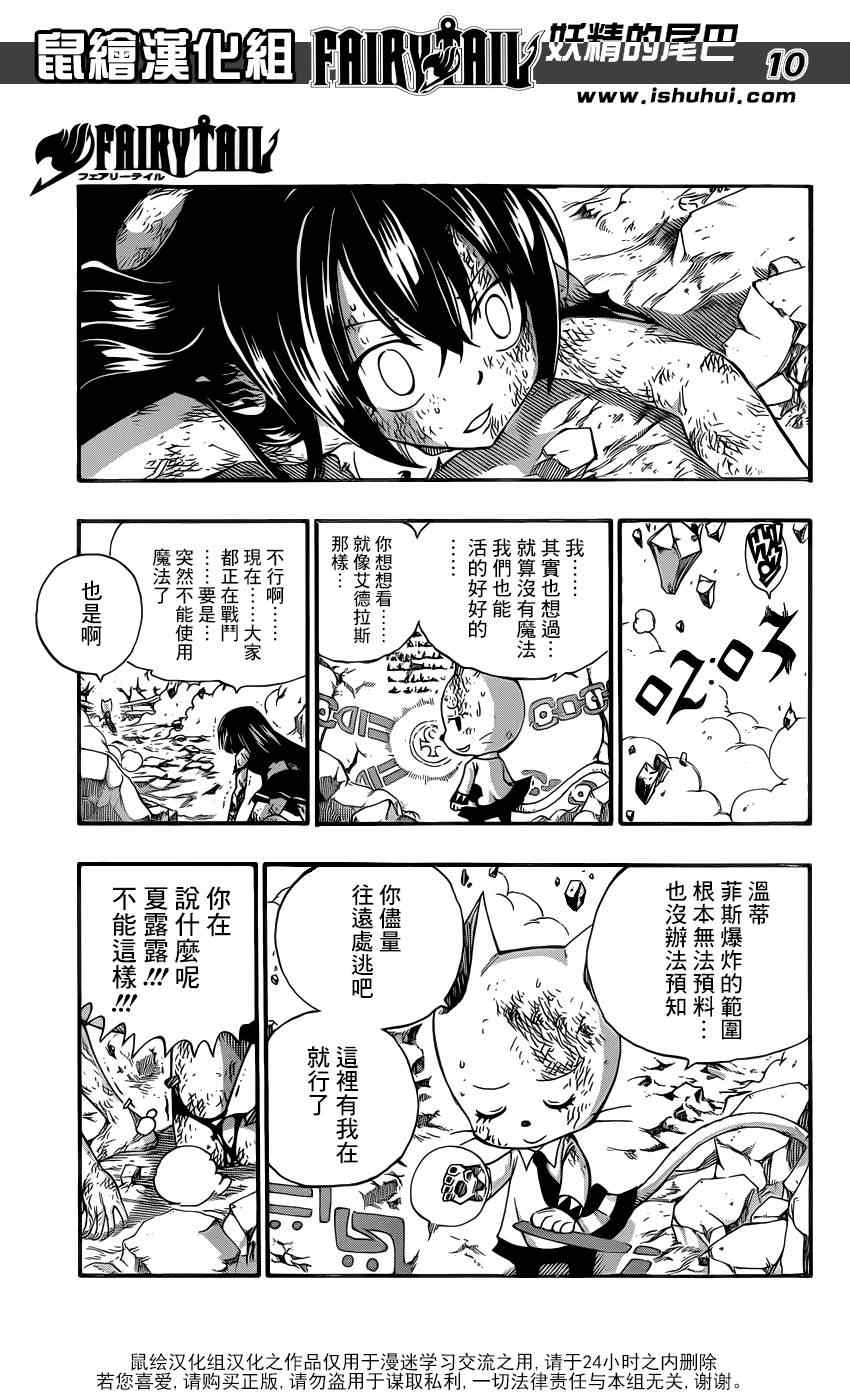 鼠繪漢化組
FAIRY TAIL
妖精的尾巴
10
www.ishuhui.com
FAIRY TAIL
フェアリーテイル
02:03
我……
其實也想過…
就算沒有魔法
我們也能
活的好好的
……
你想想看……
就像艾德拉斯
那樣…
不行啊……
現在……大家
都正在戰鬥
……要是…
突然不能使用
魔法了
也是啊
溫蒂
菲斯爆炸的範圍
根本無法預料…
也沒辦法預知
你儘量
往遠處逃吧
這裡有我在
就行了
你在
說什麼呢
夏露露!!!
不能這樣!!!
鼠绘汉化组汉化之作品仅用于漫迷学习交流之用,请于24小时之内删除
若您喜爱,请购买正版,请勿盗用于谋取私利,一切法律责任与本组无关,谢谢。